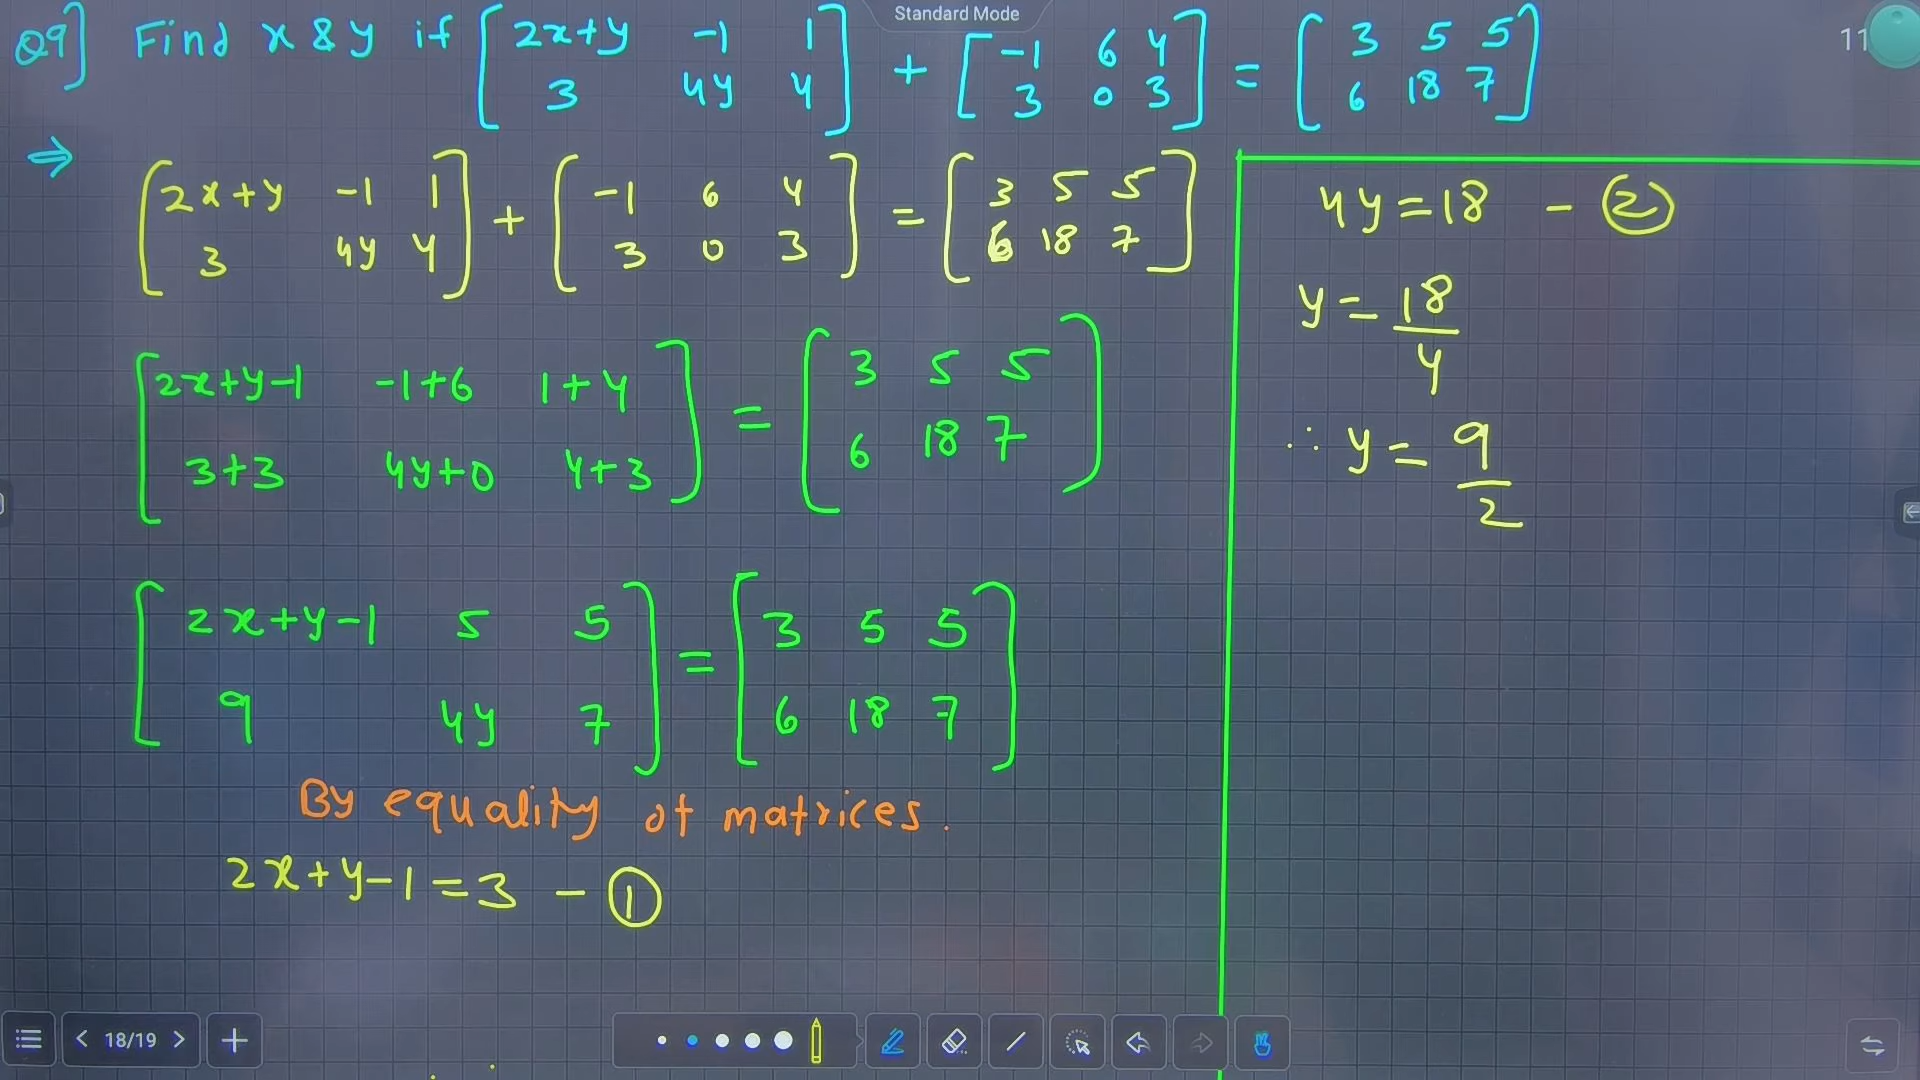 Standard Mode
11
Q9] Find x & y if [2x+y -1 1] + [-1 6 4] = [3 5 5]
[3 4y 4] [3 0 3] [6 18 7]
⇒ [2x+y -1 1] + [-1 6 4] = [3 5 5]
[3 4y 4] [3 0 3] [6 18 7]
[2x+y-1 -1+6 1+4] = [3 5 5]
[3+3 4y+0 4+3] [6 18 7]
[2x+y-1 5 5] = [3 5 5]
[9 4y 7] [6 18 7]
By equality of matrices.
2x+y-1=3 - ①
4y=18 - ②
y = 18/4
∴ y = 9/2
18/19